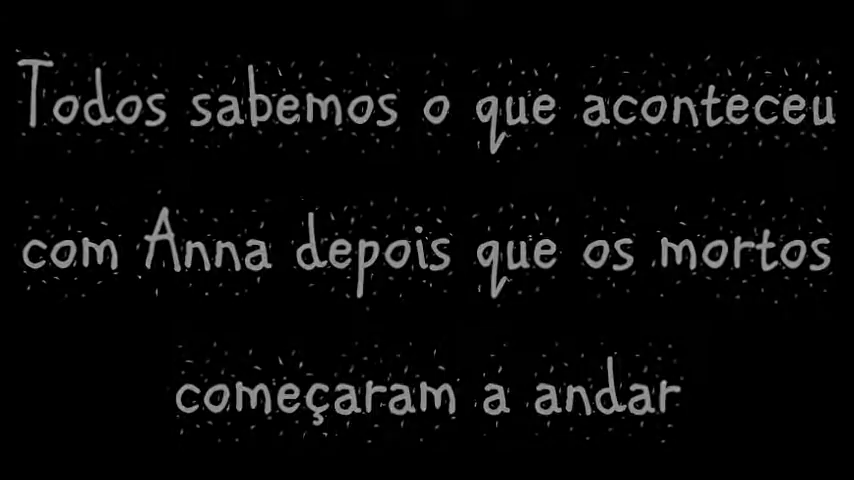 Todos sabemos o que aconteceu
com Anna depois que os mortos
começaram a andar